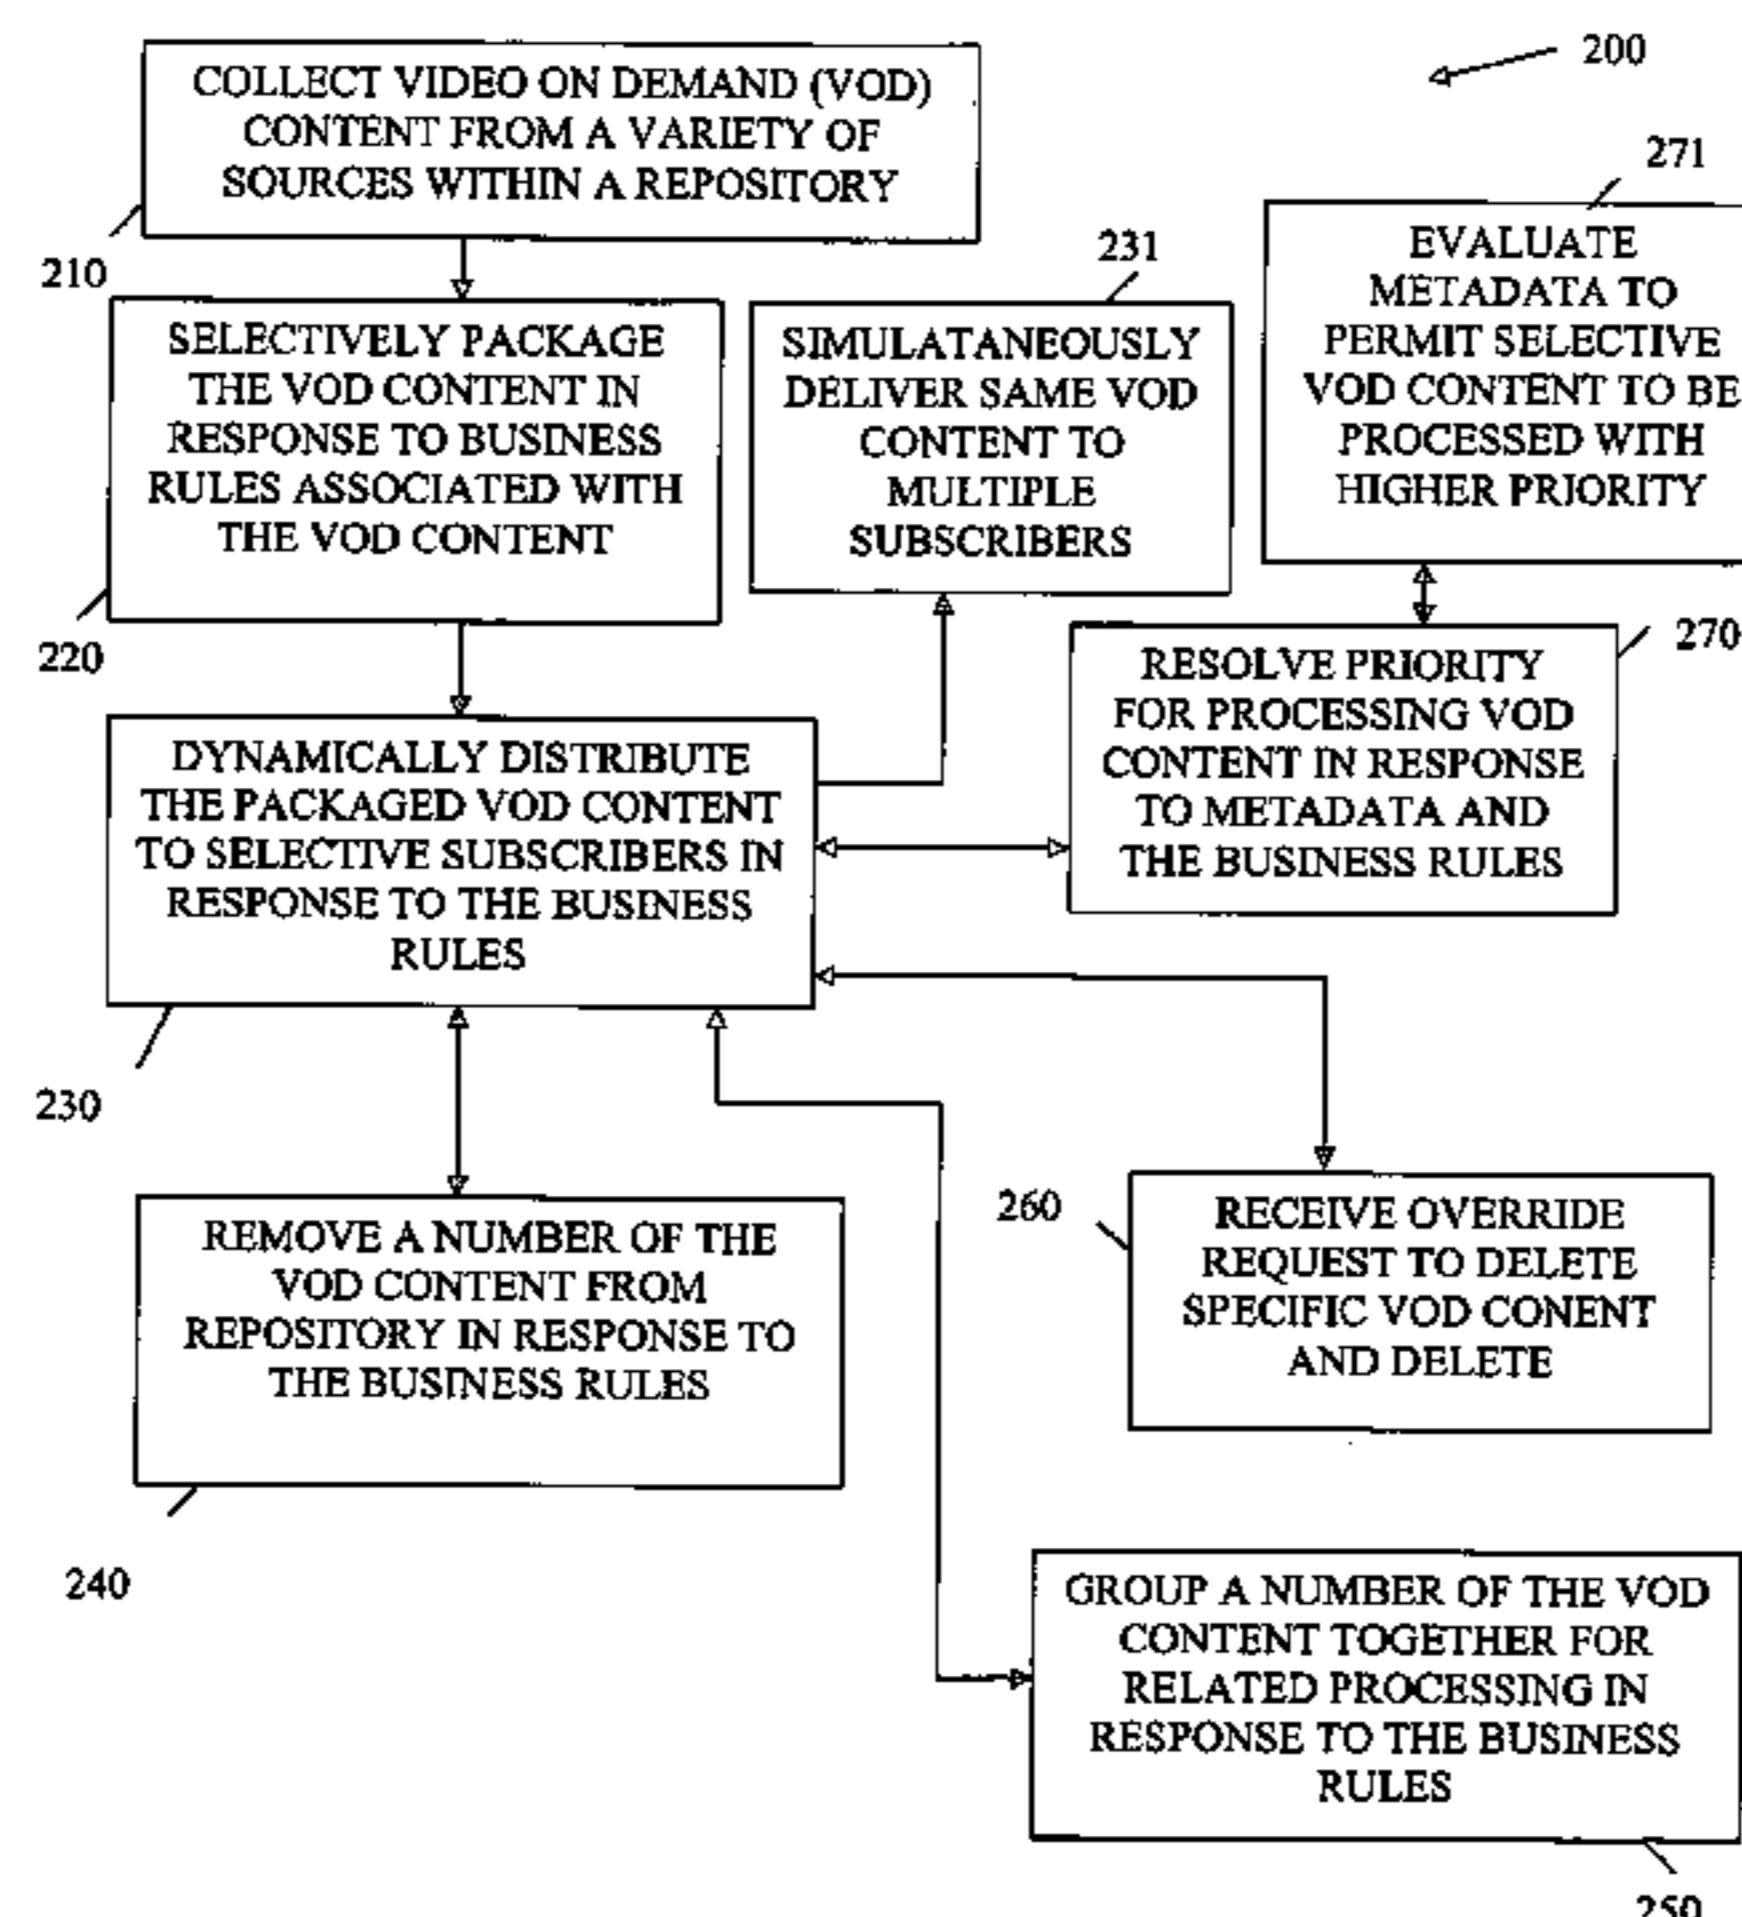 200
COLLECT VIDEO ON DEMAND (VOD)
CONTENT FROM A VARIETY OF
SOURCES WITHIN A REPOSITORY
210
271
EVALUATE
METADATA TO
PERMIT SELECTIVE
VOD CONTENT TO BE
PROCESSED WITH
HIGHER PRIORITY
231
SIMULATANEOUSLY
DELIVER SAME VOD
CONTENT TO
MULTIPLE
SUBSCRIBERS
SELECTIVELY PACKAGE
THE VOD CONTENT IN
RESPONSE TO BUSINESS
RULES ASSOCIATED WITH
THE VOD CONTENT
220
270
RESOLVE PRIORITY
FOR PROCESSING VOD
CONTENT IN RESPONSE
TO METADATA AND
THE BUSINESS RULES
DYNAMICALLY DISTRIBUTE
THE PACKAGED VOD CONTENT
TO SELECTIVE SUBSCRIBERS IN
RESPONSE TO THE BUSINESS
RULES
230
REMOVE A NUMBER OF THE
VOD CONTENT FROM
REPOSITORY IN RESPONSE TO
THE BUSINESS RULES
240
260
RECEIVE OVERRIDE
REQUEST TO DELETE
SPECIFIC VOD CONENT
AND DELETE
GROUP A NUMBER OF THE VOD
CONTENT TOGETHER FOR
RELATED PROCESSING IN
RESPONSE TO THE BUSINESS
RULES
250